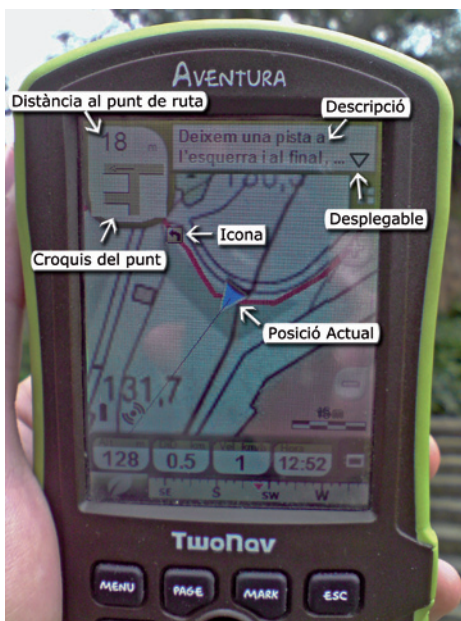 AVENTURA
Distància al punt de ruta
Descripció
18 m
Deixem una pista a
l'esquerra i al final, ...
Desplegable
Icona
Croquis del punt
Posició Actual
131,7
128
0.5
1
12:52
SE S SW W
TwoNav
MENU
PAGE
MARK
ESC